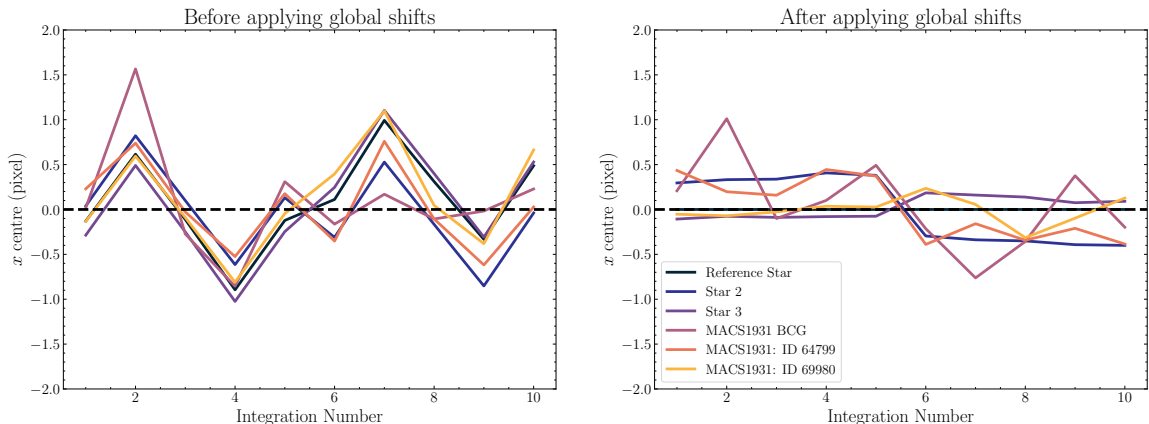 Before applying global shifts
2.0
1.5
1.0
0.5
0.0
−0.5
−1.0
−1.5
−2.0
x centre (pixel)
2 4 6 8 10
Integration Number
After applying global shifts
2.0
1.5
1.0
0.5
0.0
−0.5
−1.0
−1.5
−2.0
x centre (pixel)
Reference Star
Star 2
Star 3
MACS1931 BCG
MACS1931: ID 64799
MACS1931: ID 69980
2 4 6 8 10
Integration Number